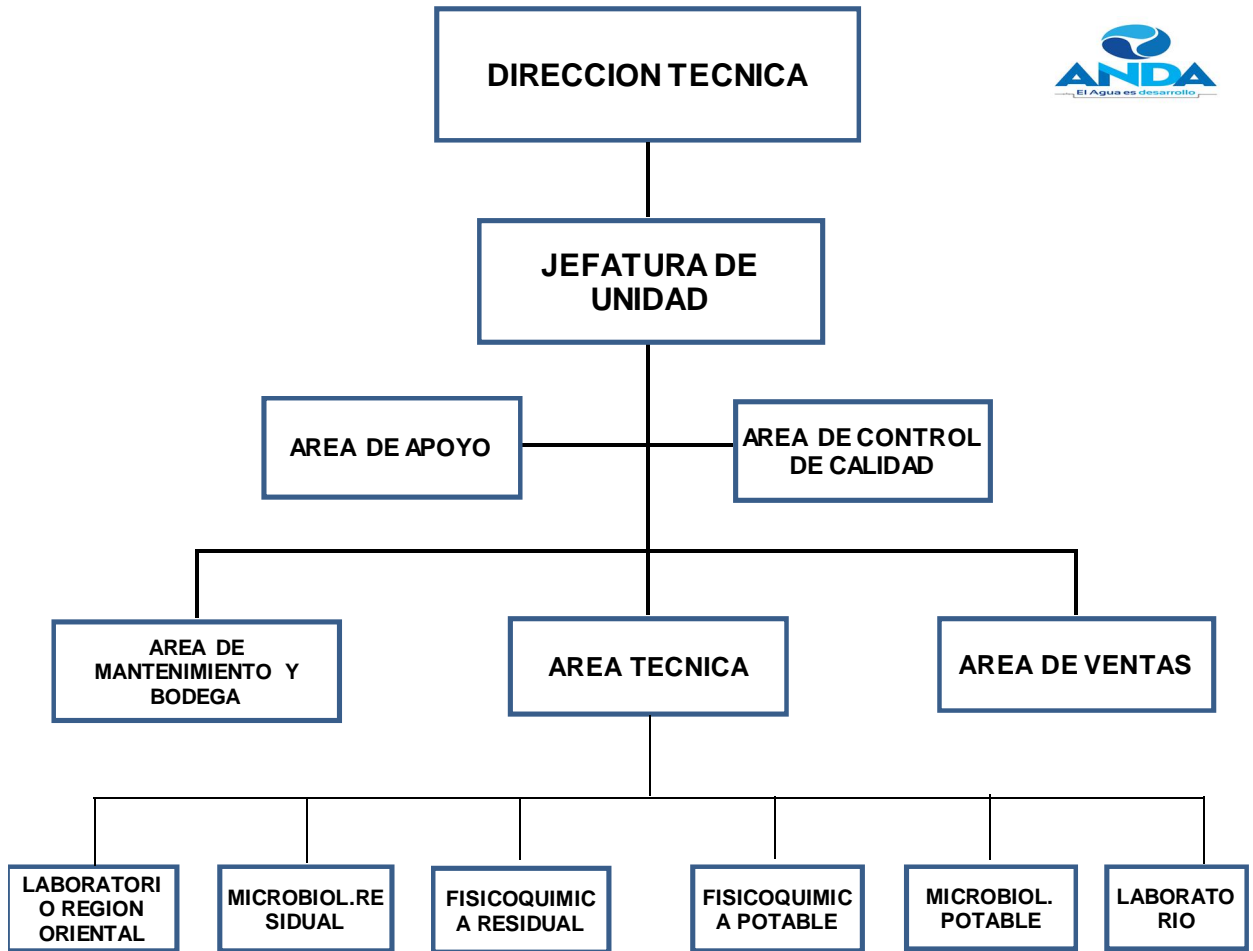 DIRECCION TECNICA
ANDA
El Agua es desarrollo
JEFATURA DE
UNIDAD
AREA DE APOYO
AREA DE CONTROL
DE CALIDAD
AREA DE
MANTENIMIENTO Y
BODEGA
AREA TECNICA
AREA DE VENTAS
LABORATORI
O REGION
ORIENTAL
MICROBIOL.RE
SIDUAL
FISICOQUIMIC
A RESIDUAL
FISICOQUIMIC
A POTABLE
MICROBIOL.
POTABLE
LABORATO
RIO